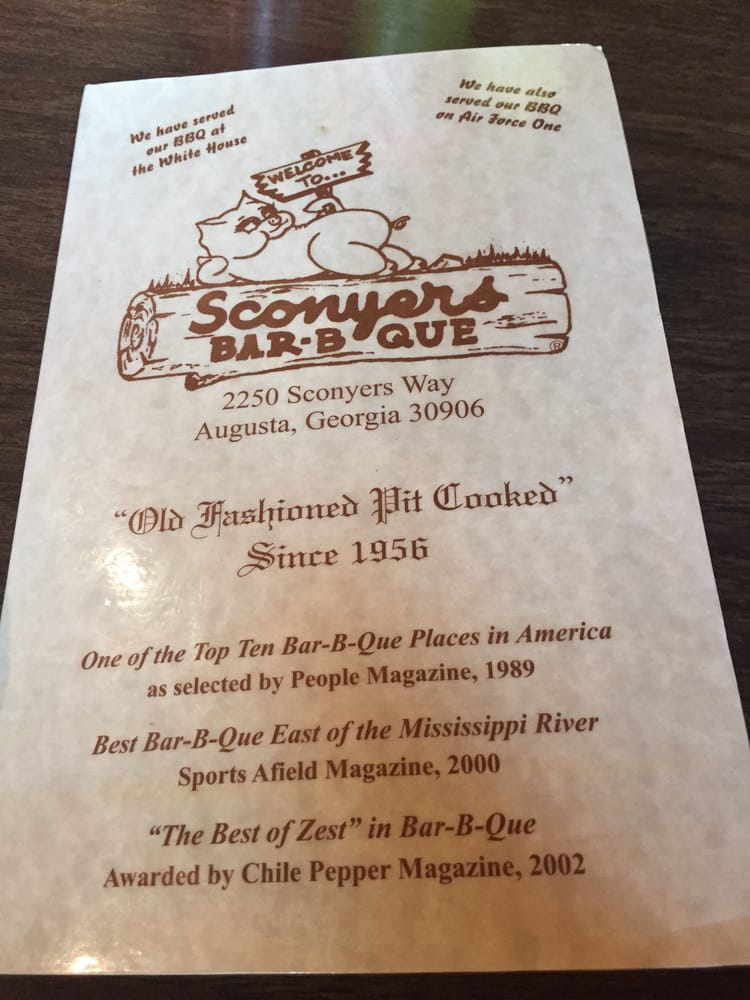 We have served
our BBQ at
the White House
We have also
served our BBQ
on Air Force One
WELCOME
TO...
Sconyers
BAR-B QUE
®
2250 Sconyers Way
Augusta, Georgia 30906
“Old Fashioned Pit Cooked”
Since 1956
One of the Top Ten Bar-B-Que Places in America
as selected by People Magazine, 1989
Best Bar-B-Que East of the Mississippi River
Sports Afield Magazine, 2000
“The Best of Zest” in Bar-B-Que
Awarded by Chile Pepper Magazine, 2002